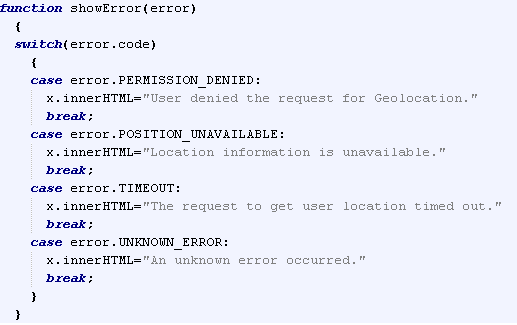 function showError(error)
  {
  switch(error.code)
    {
    case error.PERMISSION_DENIED:
      x.innerHTML="User denied the request for Geolocation."
      break;
    case error.POSITION_UNAVAILABLE:
      x.innerHTML="Location information is unavailable."
      break;
    case error.TIMEOUT:
      x.innerHTML="The request to get user location timed out."
      break;
    case error.UNKNOWN_ERROR:
      x.innerHTML="An unknown error occurred."
      break;
    }
  }